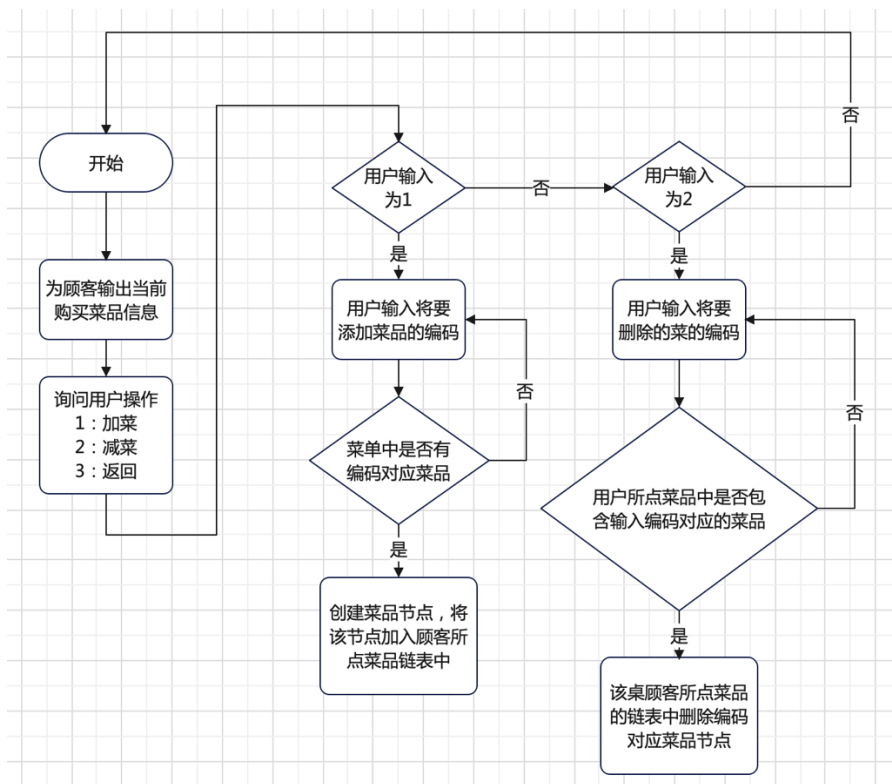 开始
为顾客输出当前
购买菜品信息
询问用户操作
1：加菜
2：减菜
3：返回
用户输入
为1
否
是
用户输入将要
添加菜品的编码
否
菜单中是否有
编码对应菜品
是
创建菜品节点，将
该节点加入顾客所
点菜品链表中
用户输入
为2
否
是
用户输入将要
删除的菜的编码
否
用户所点菜品中是否包
含输入编码对应的菜品
是
该桌顾客所点菜品
的链表中删除编码
对应菜品节点